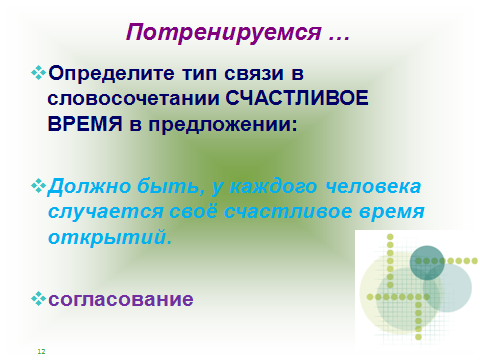 Потренируемся …
Определите тип связи в
словосочетании СЧАСТЛИВОЕ
ВРЕМЯ в предложении:
Должно быть, у каждого человека
случается своё счастливое время
открытий.
согласование
12